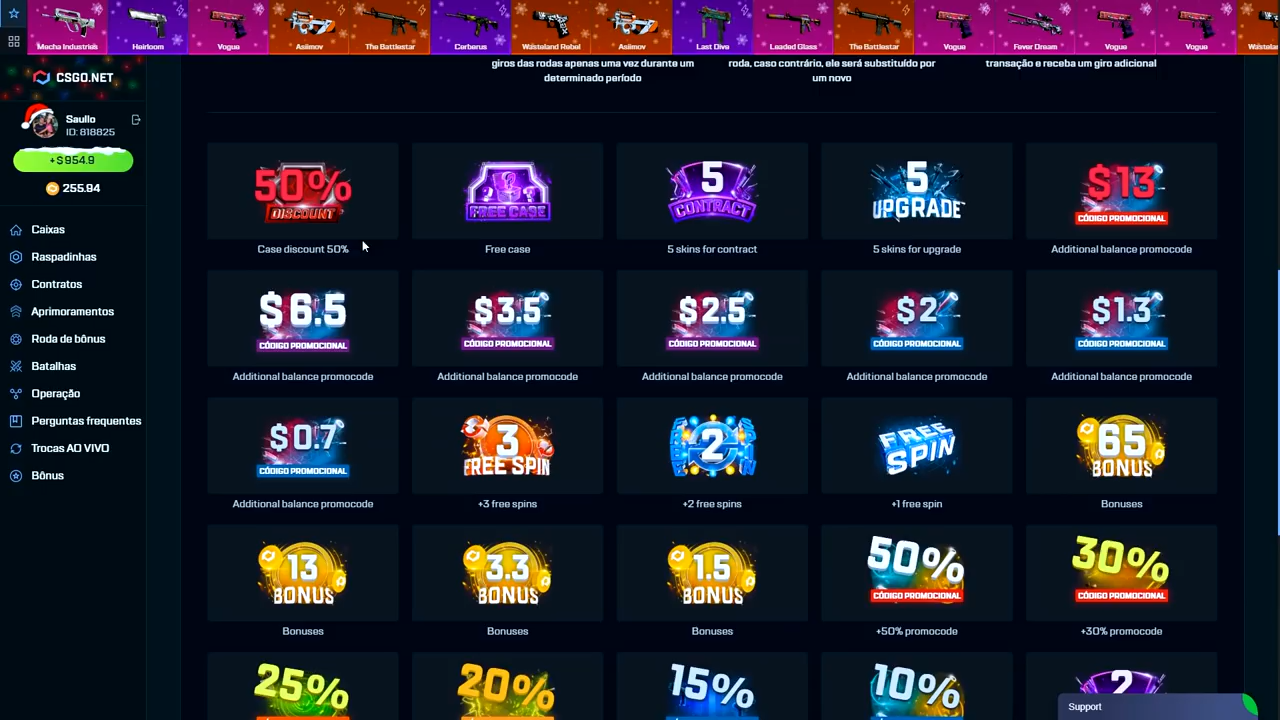 Mecha Industries
Heirloom
Vogue
Asiimov
The Battlestar
Cerberus
Wasteland Rebel
Asiimov
Last Dive
Leaded Glass
The Battlestar
Vogue
Fever Dream
Vogue
Vogue
CSGO.NET
Saullo
ID: 818825
+$954.9
255.94
Caixas
Raspadinhas
Contratos
Aprimoramentos
Roda de bônus
Batalhas
Operação
Perguntas frequentes
Trocas AO VIVO
Bônus
giros das rodas apenas uma vez durante um
determinado período
roda, caso contrário, ele será substituído por
um novo
transação e receba um giro adicional
50%
DISCOUNT
Case discount 50%
FREE CASE
Free case
5
CONTRACT
5 skins for contract
5
UPGRADE
5 skins for upgrade
$13
CÓDIGO PROMOCIONAL
Additional balance promocode
$6.5
CÓDIGO PROMOCIONAL
Additional balance promocode
$3.5
CÓDIGO PROMOCIONAL
Additional balance promocode
$2.5
CÓDIGO PROMOCIONAL
Additional balance promocode
$2
CÓDIGO PROMOCIONAL
Additional balance promocode
$1.3
CÓDIGO PROMOCIONAL
Additional balance promocode
$0.7
CÓDIGO PROMOCIONAL
Additional balance promocode
3
FREE SPIN
+3 free spins
2
+2 free spins
FREE
SPIN
+1 free spin
65
BONUS
Bonuses
13
BONUS
Bonuses
3.3
BONUS
Bonuses
1.5
BONUS
Bonuses
50%
CÓDIGO PROMOCIONAL
+50% promocode
30%
CÓDIGO PROMOCIONAL
+30% promocode
25%
20%
15%
10%
2
Support